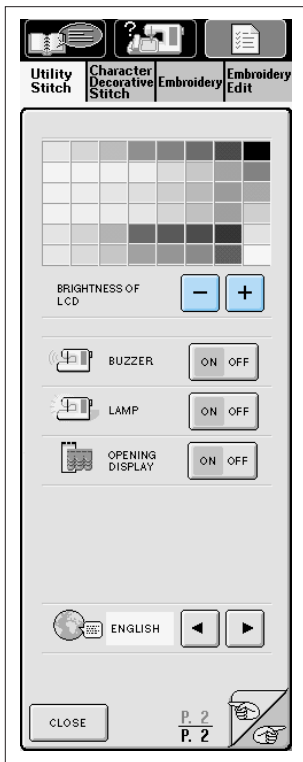 ?
Utility
Stitch
Character
Decorative
Stitch
Embroidery
Embroidery
Edit
BRIGHTNESS OF
LCD
− +
BUZZER ON OFF
LAMP ON OFF
OPENING
DISPLAY
ON OFF
ENGLISH
CLOSE
P. 2
P. 2